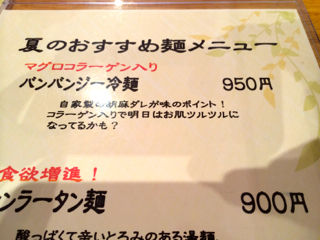 夏のおすすめ麺メニュー
マグロコラーゲン入り
バンバンジー冷麺 950円
自家製の胡麻ダレが味のポイント!
コラーゲン入りで明日はお肌ツルツル
になってるかも?
食欲増進!
ンラータン麺 900円
酸っぱくて辛いとろみのある湯麺。